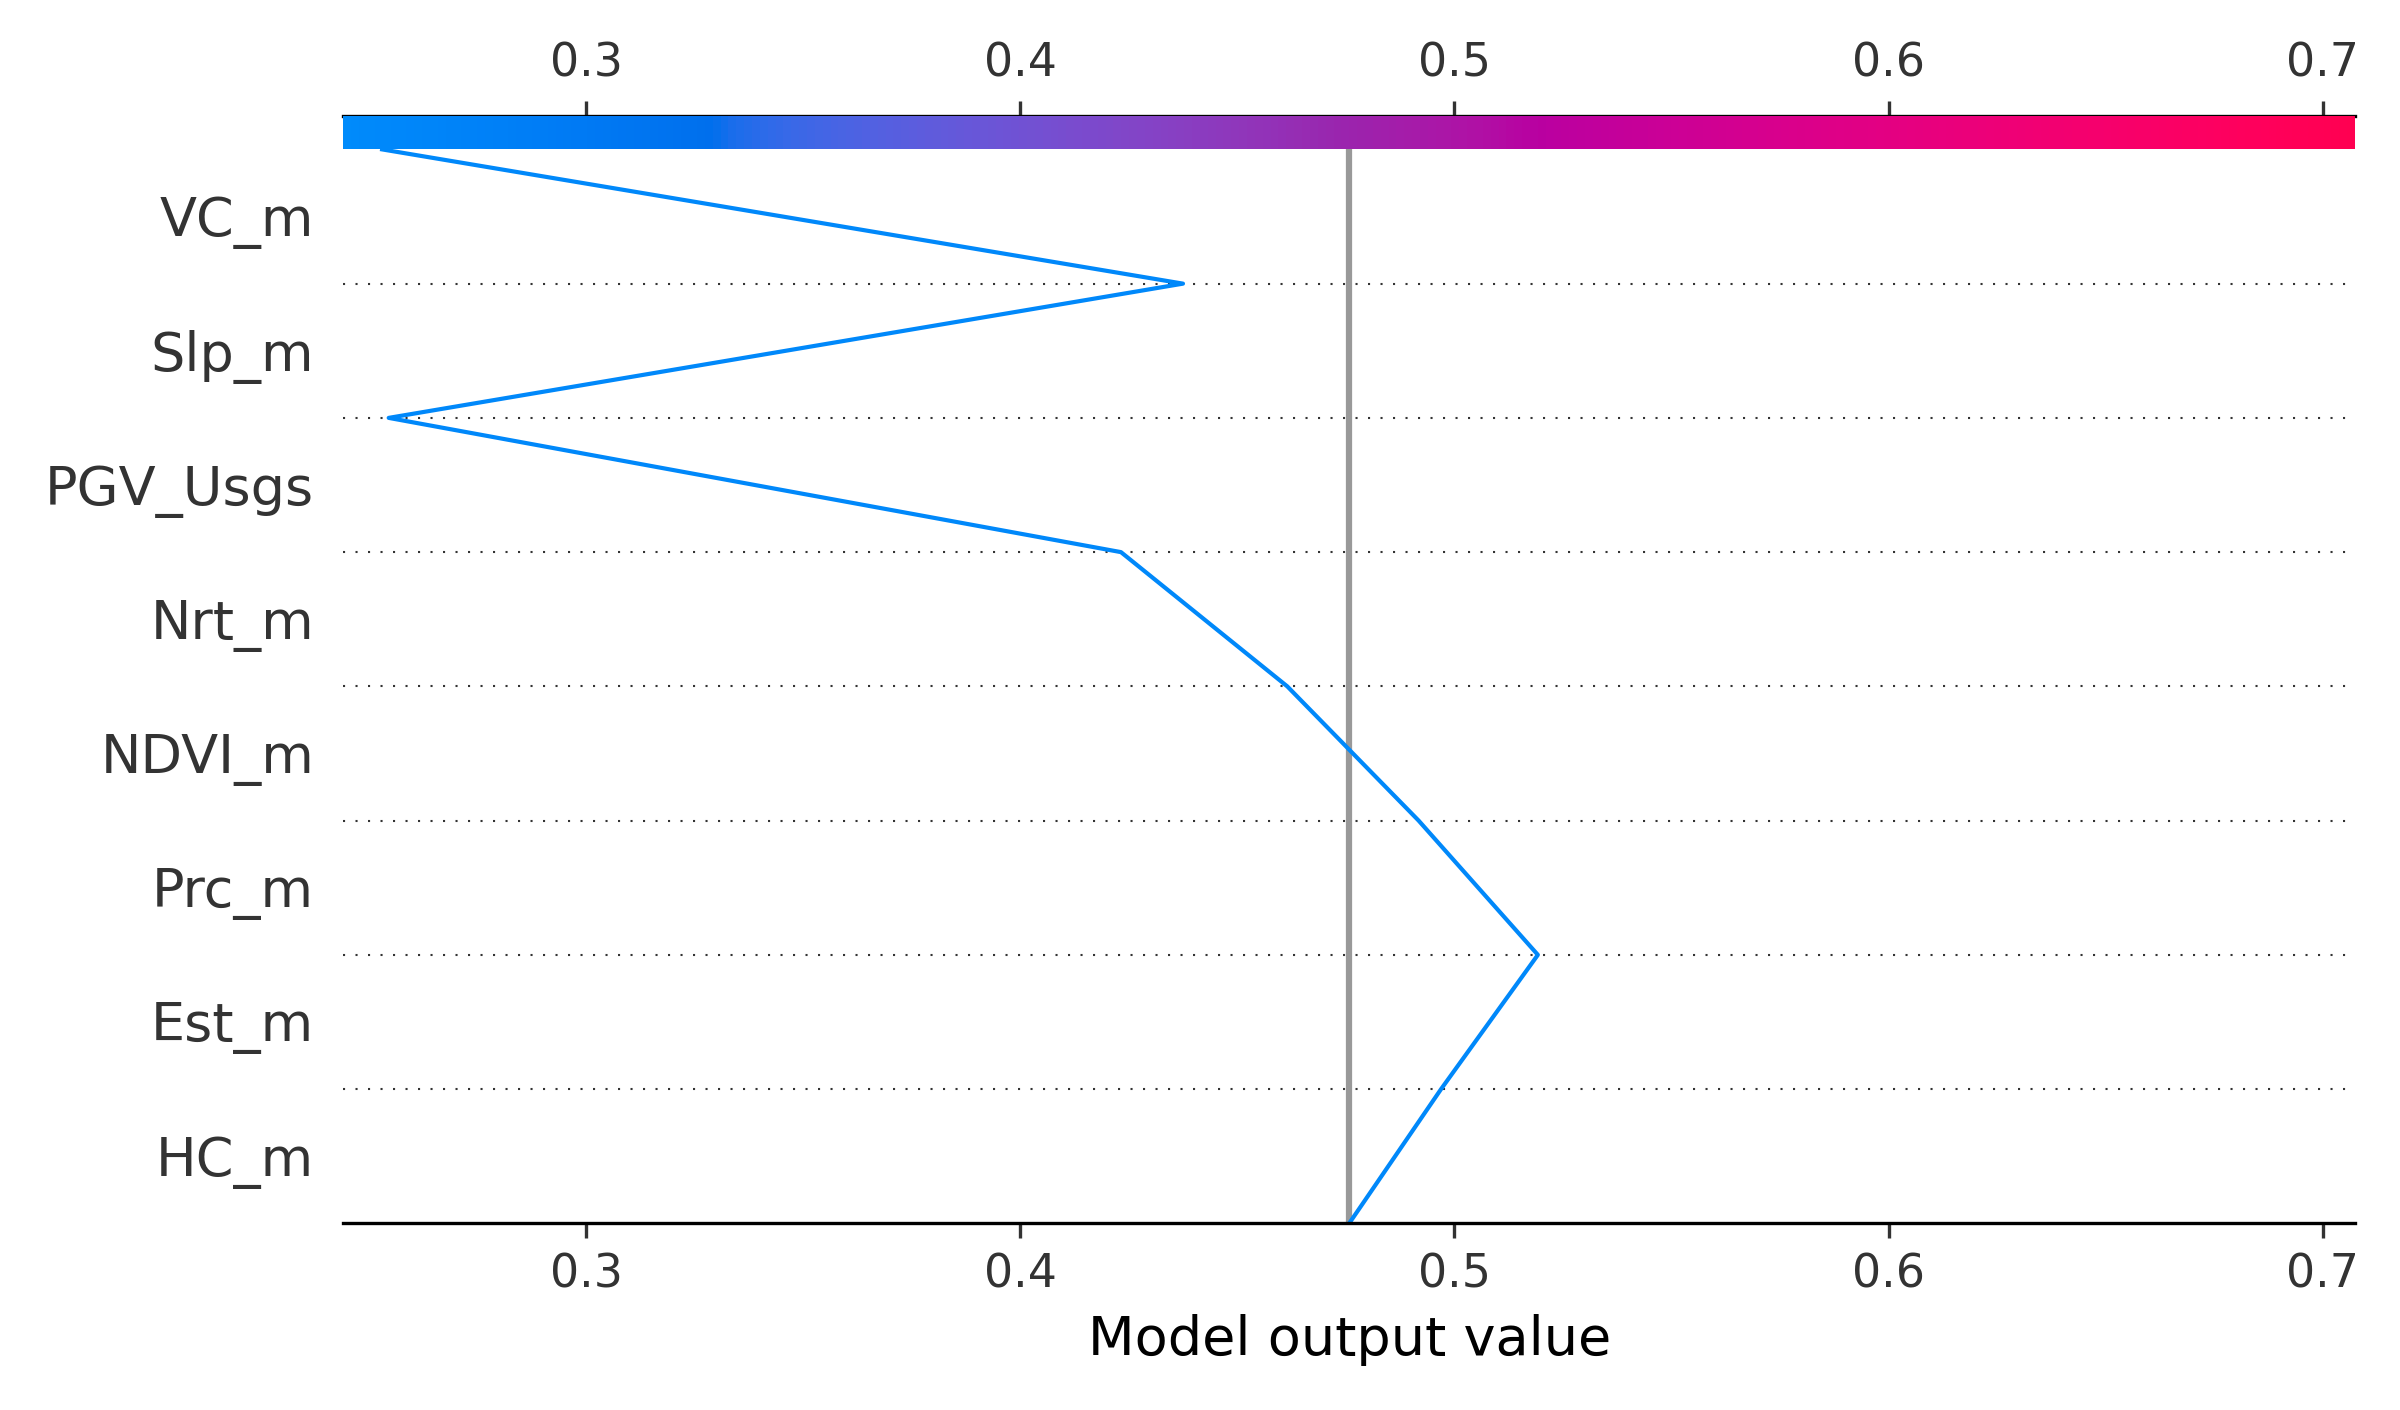 0.3 0.4 0.5 0.6 0.7
VC_m
Slp_m
PGV_Usgs
Nrt_m
NDVI_m
Prc_m
Est_m
HC_m
0.3 0.4 0.5 0.6 0.7
Model output value